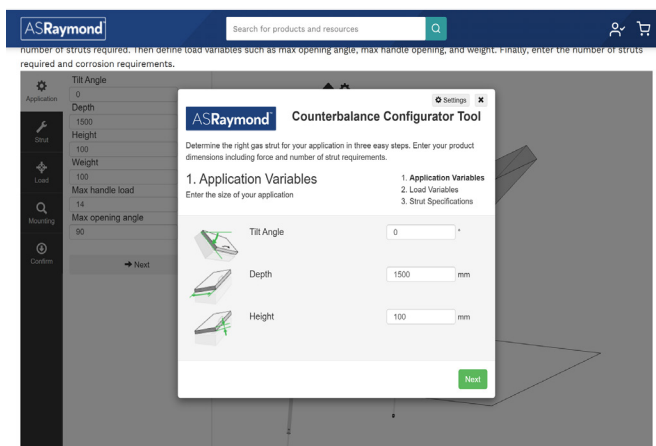 ASRaymond
Search for products and resources
number of struts required. Then define load variables such as max opening angle, max handle opening, and weight. Finally, enter the number of struts
required and corrosion requirements.
Application
Strut
Load
Mounting
Confirm
Tilt Angle
0
Depth
1500
Height
100
Weight
100
Max handle load
14
Max opening angle
90
Next
Settings
ASRaymond
Counterbalance Configurator Tool
Determine the right gas strut for your application in three easy steps. Enter your product
dimensions including force and number of strut requirements.
1. Application Variables
Enter the size of your application
1. Application Variables
2. Load Variables
3. Strut Specifications
Tilt Angle 0 °
Depth 1500 mm
Height 100 mm
Next